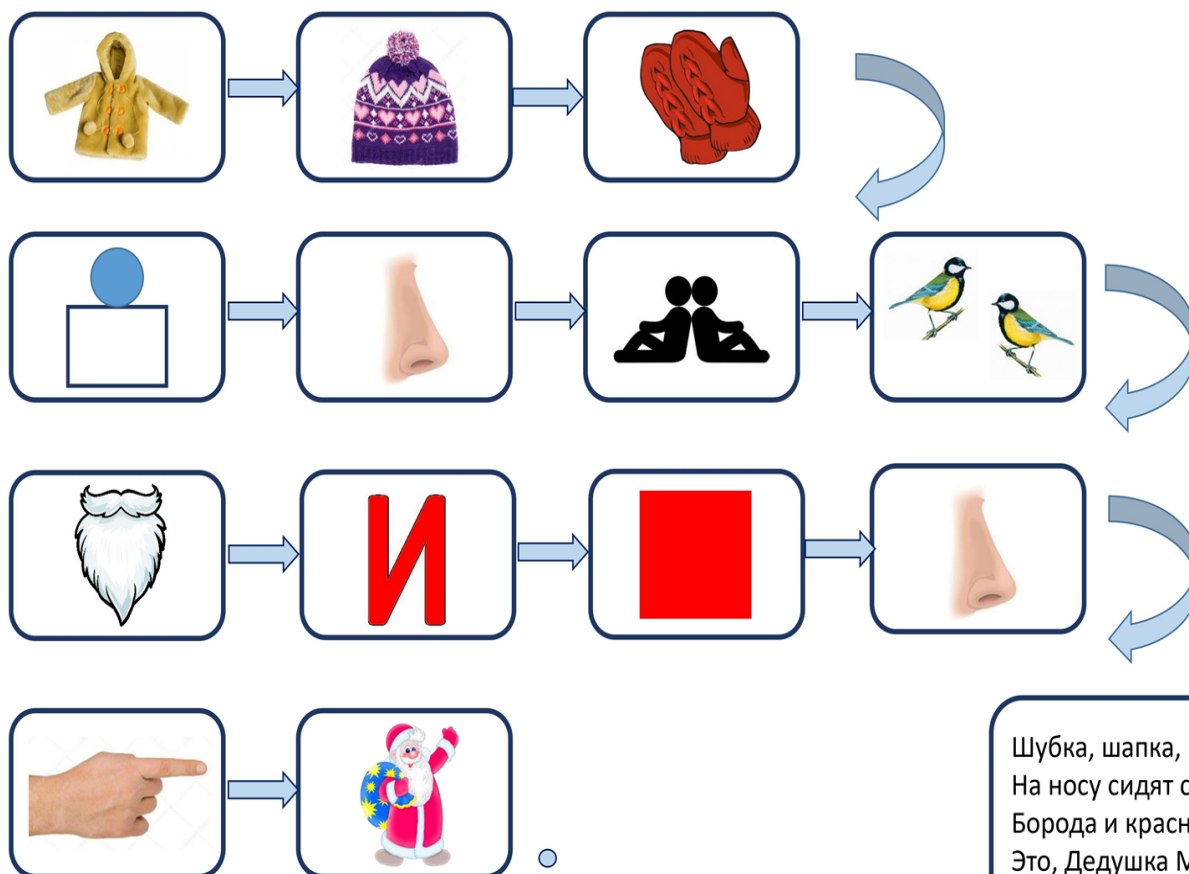 И
Шубка, шапка,
На носу сидят
Борода и
Это, Дедушка